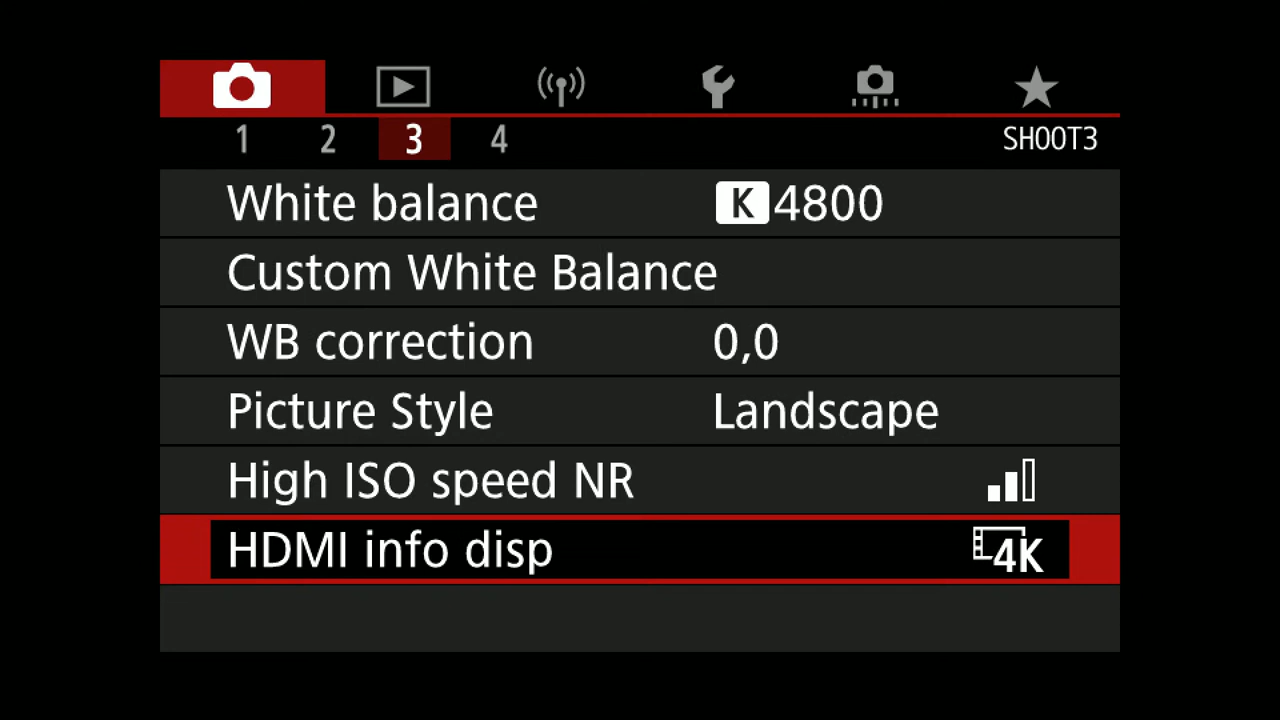 1 2 3 4 SHOOT3
White balance K 4800
Custom White Balance
WB correction 0,0
Picture Style Landscape
High ISO speed NR
HDMI info disp 4K